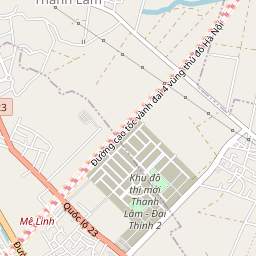 Thanh Lâm
23
Đường cao tốc vành đai 4 vùng thủ đô Hà Nội
Khu đô
thị mới
Thanh
Lâm - Đại
Thịnh 2
Mê Linh
Quốc lộ 23